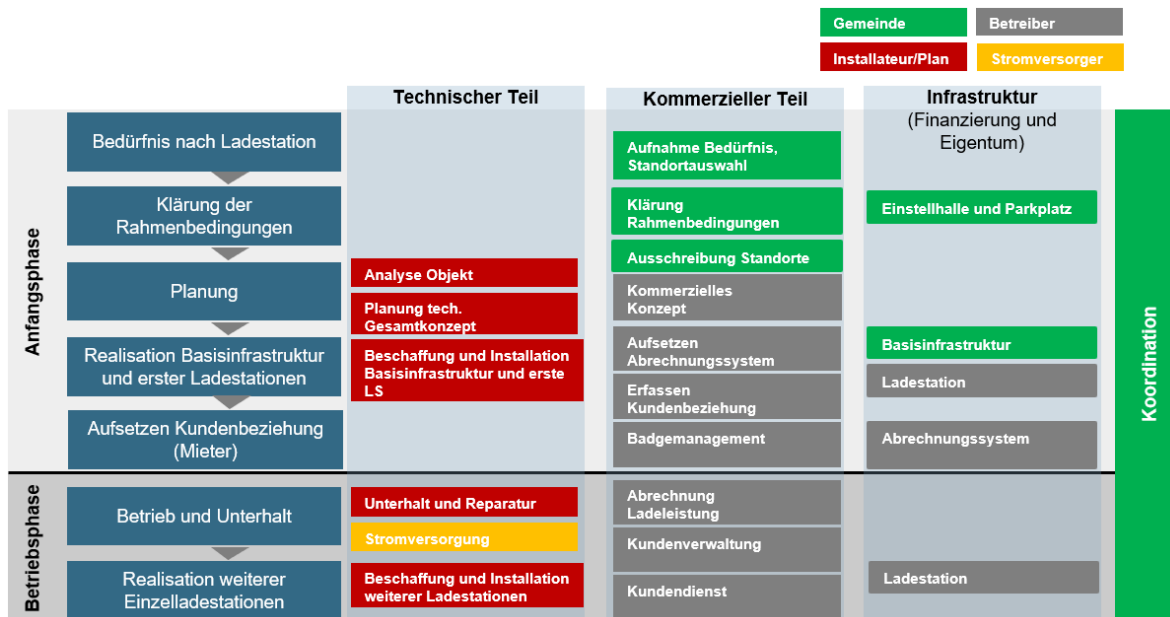 Gemeinde
Betreiber
Installateur/Plan
Stromversorger
Technischer Teil
Kommerzieller Teil
Infrastruktur
(Finanzierung und
Eigentum)
Anfangsphase
Bedürfnis nach Ladestation
Klärung der
Rahmenbedingungen
Planung
Realisation Basisinfrastruktur
und erster Ladestationen
Aufsetzen Kundenbeziehung
(Mieter)
Analyse Objekt
Planung tech.
Gesamtkonzept
Beschaffung und Installation
Basisinfrastruktur und erste
LS
Aufnahme Bedürfnis,
Standortauswahl
Klärung
Rahmenbedingungen
Ausschreibung Standorte
Kommerzielles
Konzept
Aufsetzen
Abrechnungssystem
Erfassen
Kundenbeziehung
Badgemanagement
Einstellhalle und Parkplatz
Basisinfrastruktur
Ladestation
Abrechnungssystem
Koordination
Betriebsphase
Betrieb und Unterhalt
Realisation weiterer
Einzelladestationen
Unterhalt und Reparatur
Stromversorgung
Beschaffung und Installation
weiterer Ladestationen
Abrechnung
Ladeleistung
Kundenverwaltung
Kundendienst
Ladestation